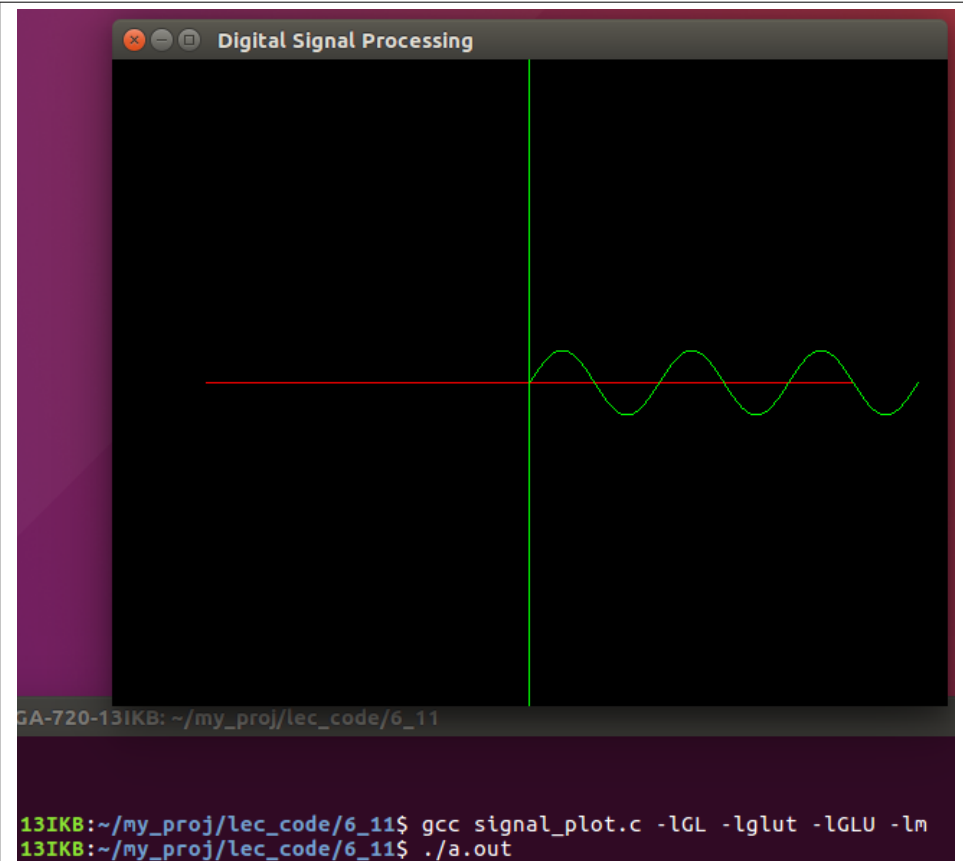 Digital Signal Processing
GA-720-13IKB: ~/my_proj/lec_code/6_11
13IKB:~/my_proj/lec_code/6_11$ gcc signal_plot.c -lGL -lglut -lGLU -lm
13IKB:~/my_proj/lec_code/6_11$ ./a.out